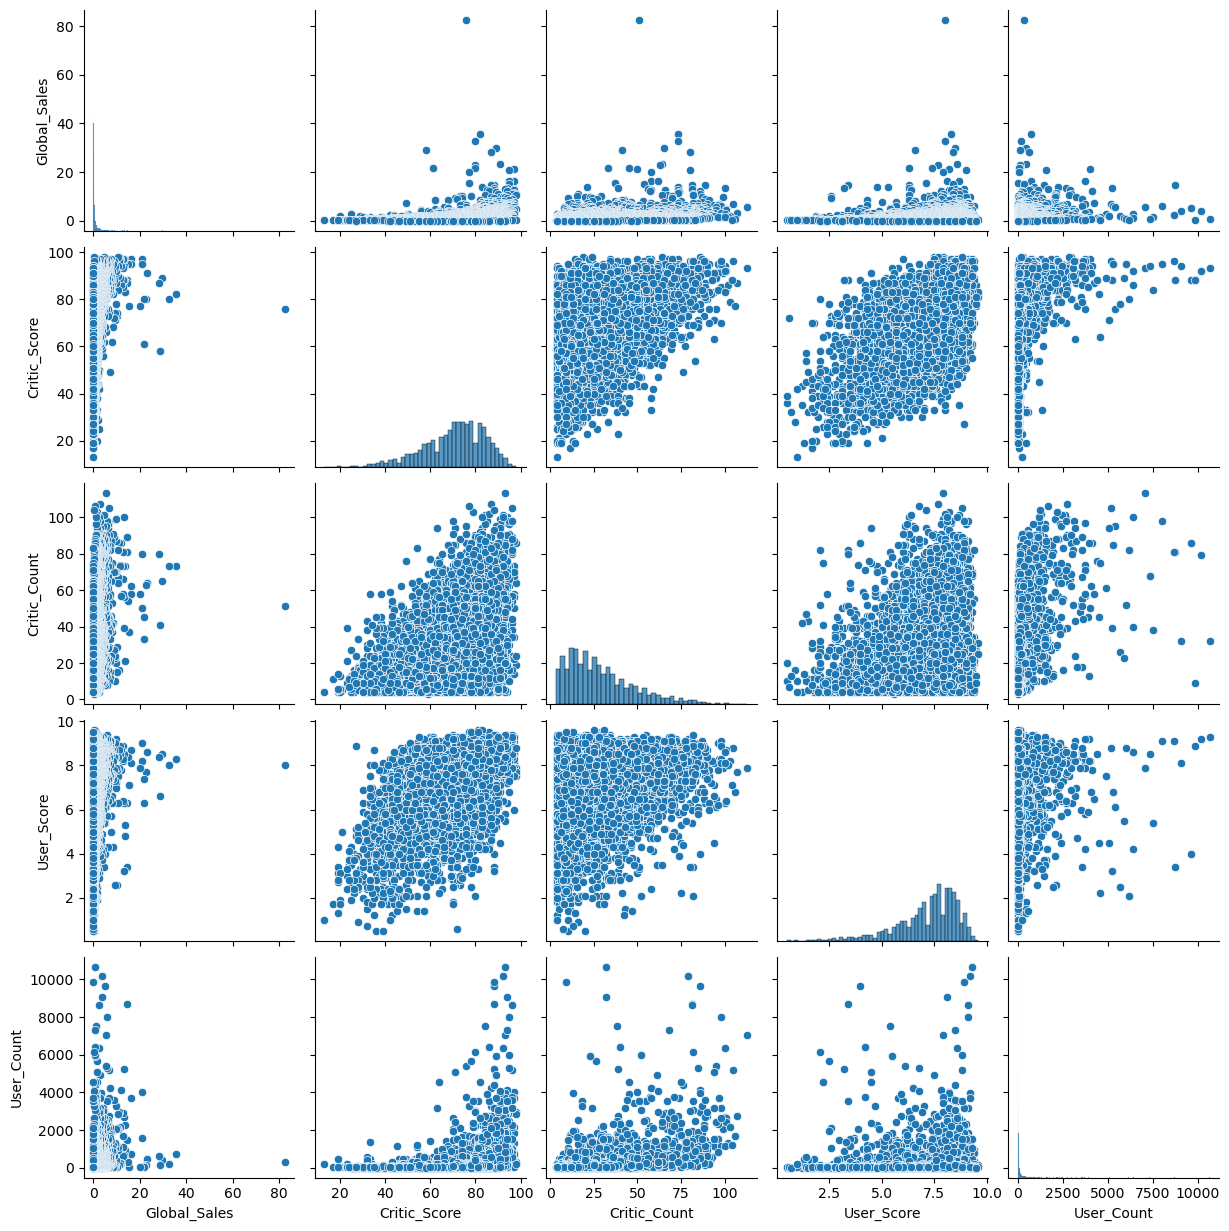 80
60
40
20
0
Global_Sales
100
80
60
40
20
Critic_Score
100
80
60
40
20
0
Critic_Count
10
8
6
4
2
User_Score
10000
8000
6000
4000
2000
0
User_Count
0 20 40 60 80
20 40 60 80 100
0 25 50 75 100
2.5 5.0 7.5 10.0
0 2500 5000 7500 10000
Global_Sales Critic_Score Critic_Count User_Score User_Count